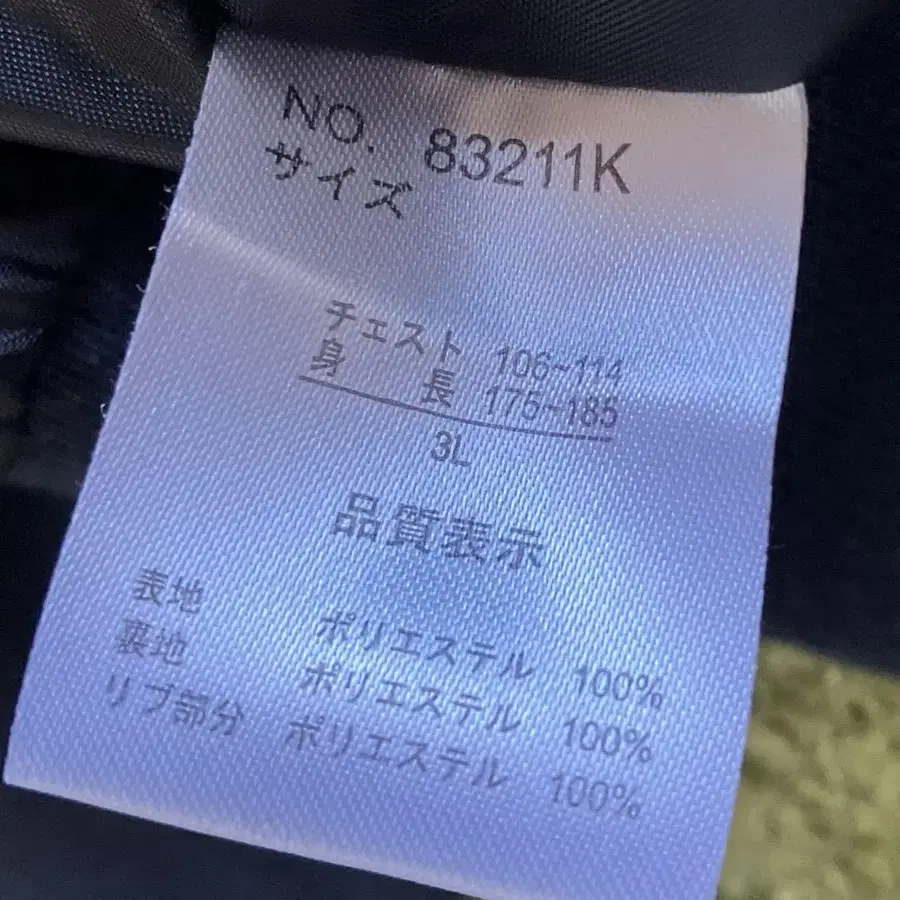 NO. 83211K
サイズ
チェスト 106~114
身長 175~185
3L
品質表示
表地 ポリエステル 100%
裏地 ポリエステル 100%
リブ部分 ポリエステル 100%